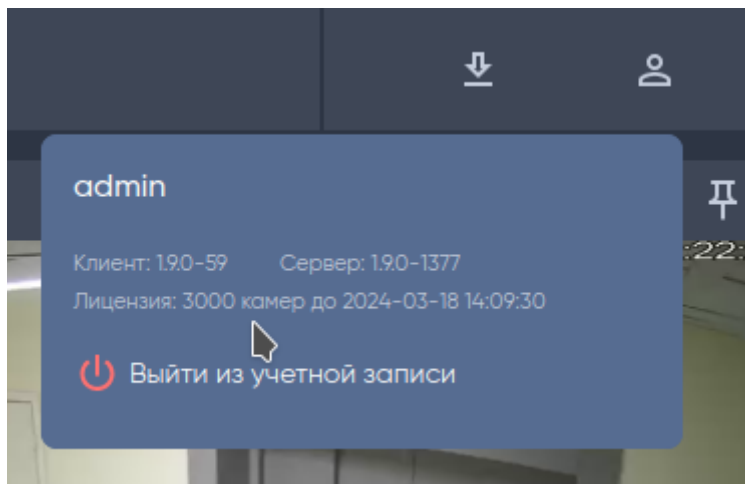 admin
:22:
Клиент: 1.9.0-59 Сервер: 1.9.0-1377
Лицензия: 3000 камер до 2024-03-18 14:09:30
Выйти из учетной записи